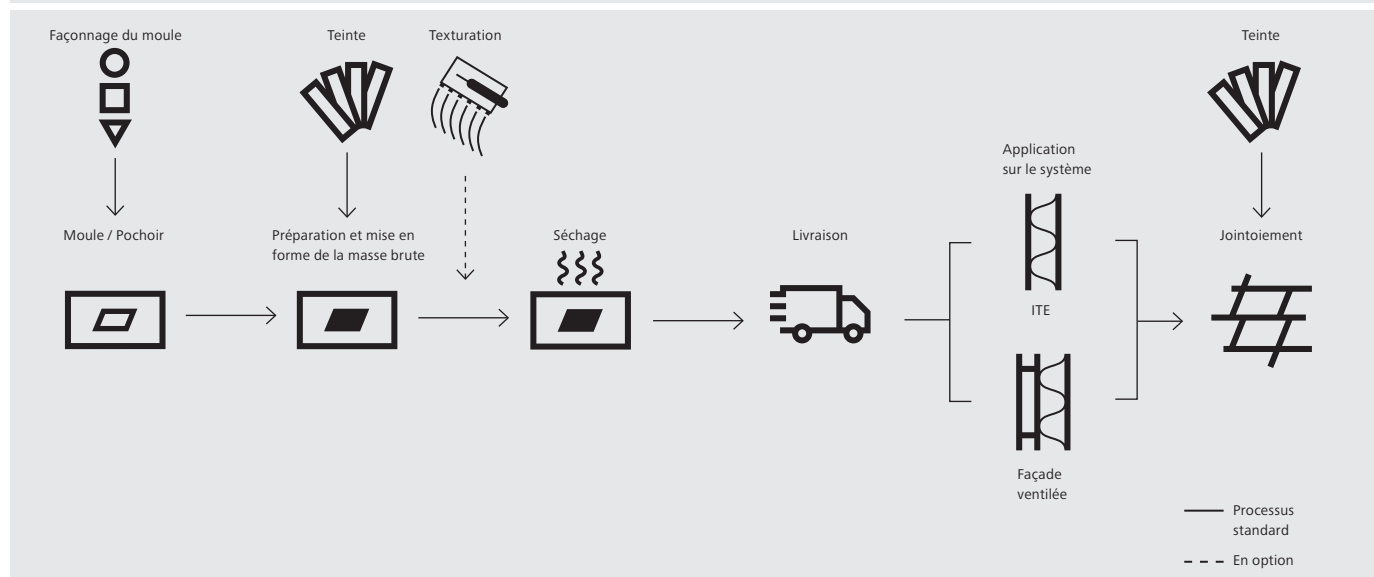 Façonnage du moule
Teinte
Texturation
Teinte
Application
sur le système
Moule / Pochoir
Préparation et mise en
forme de la masse brute
Séchage
Livraison
Jointoiement
ITE
Façade
ventilée
Processus
standard
En option